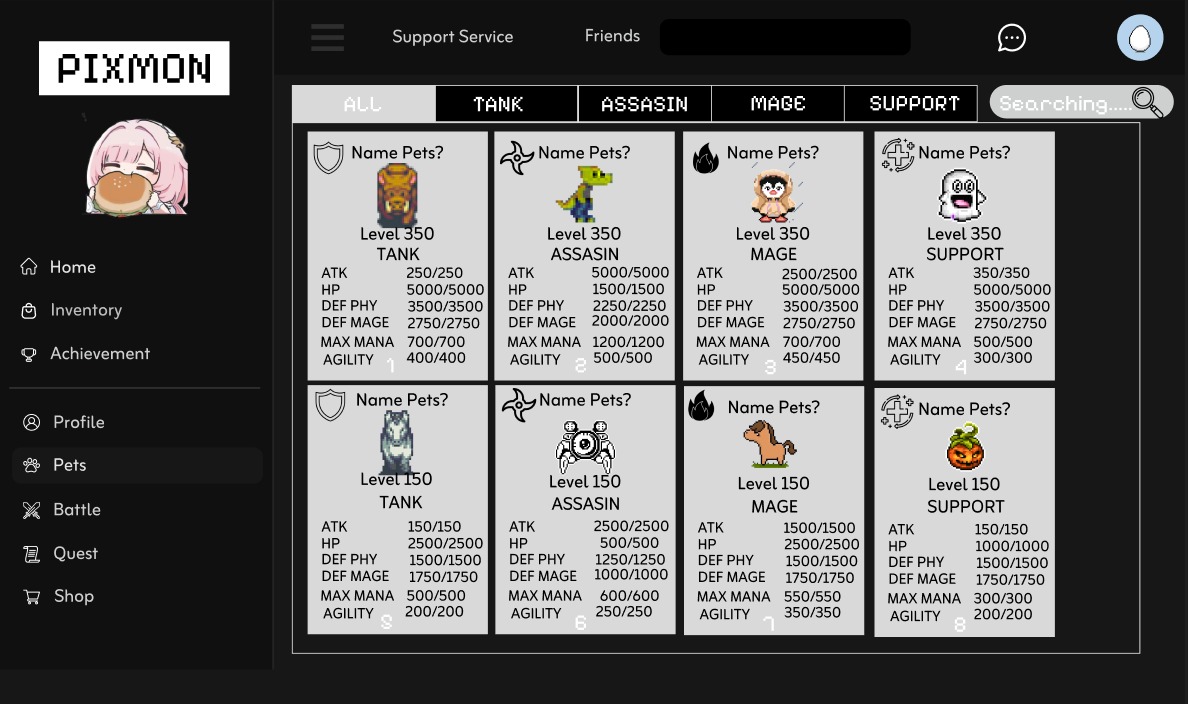 PIXMON
Support Service
Friends
ALL
TANK
ASSASIN
MAGE
SUPPORT
Searching.....
Home
Inventory
Achievement
Profile
Pets
Battle
Quest
Shop
Name Pets?
Level 350
TANK
ATK 250/250
HP 5000/5000
DEF PHY 3500/3500
DEF MAGE 2750/2750
MAX MANA 700/700
AGILITY 400/400
1
Name Pets?
Level 350
ASSASIN
ATK 5000/5000
HP 1500/1500
DEF PHY 2250/2250
DEF MAGE 2000/2000
MAX MANA 1200/1200
AGILITY 500/500
2
Name Pets?
Level 350
MAGE
ATK 2500/2500
HP 5000/5000
DEF PHY 3500/3500
DEF MAGE 2750/2750
MAX MANA 700/700
AGILITY 450/450
3
Name Pets?
Level 350
SUPPORT
ATK 350/350
HP 5000/5000
DEF PHY 3500/3500
DEF MAGE 2750/2750
MAX MANA 500/500
AGILITY 300/300
4
Name Pets?
Level 150
TANK
ATK 150/150
HP 2500/2500
DEF PHY 1500/1500
DEF MAGE 1750/1750
MAX MANA 500/500
AGILITY 200/200
5
Name Pets?
Level 150
ASSASIN
ATK 2500/2500
HP 500/500
DEF PHY 1250/1250
DEF MAGE 1000/1000
MAX MANA 600/600
AGILITY 250/250
6
Name Pets?
Level 150
MAGE
ATK 1500/1500
HP 2500/2500
DEF PHY 1500/1500
DEF MAGE 1750/1750
MAX MANA 550/550
AGILITY 350/350
7
Name Pets?
Level 150
SUPPORT
ATK 150/150
HP 1000/1000
DEF PHY 1500/1500
DEF MAGE 1750/1750
MAX MANA 300/300
AGILITY 200/200
8